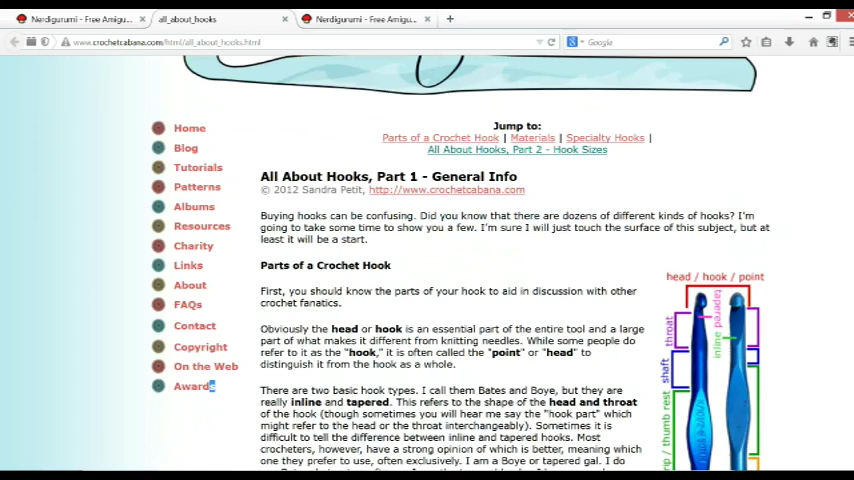 Nerdigurumi - Free Amigu...
all_about_hooks
Nerdigurumi - Free Amigu...
www.crochetcabana.com/html/all_about_hooks.html
Google
Jump to:
Parts of a Crochet Hook | Materials | Specialty Hooks |
All About Hooks, Part 2 - Hook Sizes
Home
Blog
Tutorials
Patterns
Albums
Resources
Charity
Links
About
FAQs
Contact
Copyright
On the Web
Awards
All About Hooks, Part 1 - General Info
© 2012 Sandra Petit, http://www.crochetcabana.com
Buying hooks can be confusing. Did you know that there are dozens of different kinds of hooks? I'm
going to take some time to show you a few. I'm sure I will just touch the surface of this subject, but at
least it will be a start.
Parts of a Crochet Hook
First, you should know the parts of your hook to aid in discussion with other
crochet fanatics.
Obviously the head or hook is an essential part of the entire tool and a large
part of what makes it different from knitting needles. While some people do
refer to it as the "hook," it is often called the "point" or "head" to
distinguish it from the hook as a whole.
There are two basic hook types. I call them Bates and Boye, but they are
really inline and tapered. This refers to the shape of the head and throat
of the hook (though sometimes you will hear me say the "hook part" which
might refer to the head or the throat interchangeably). Sometimes it is
difficult to tell the difference between inline and tapered hooks. Most
crocheters, however, have a strong opinion of which is better, meaning which
one they prefer to use, often exclusively. I am a Boye or tapered gal. I do
head / hook / point
tapered
throat
inline
shaft
rip / thumb rest